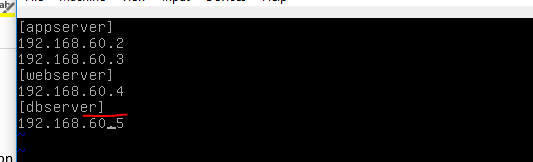 [appserver]
192.168.60.2
192.168.60.3
[webserver]
192.168.60.4
[dbserver]
192.168.60.5
on